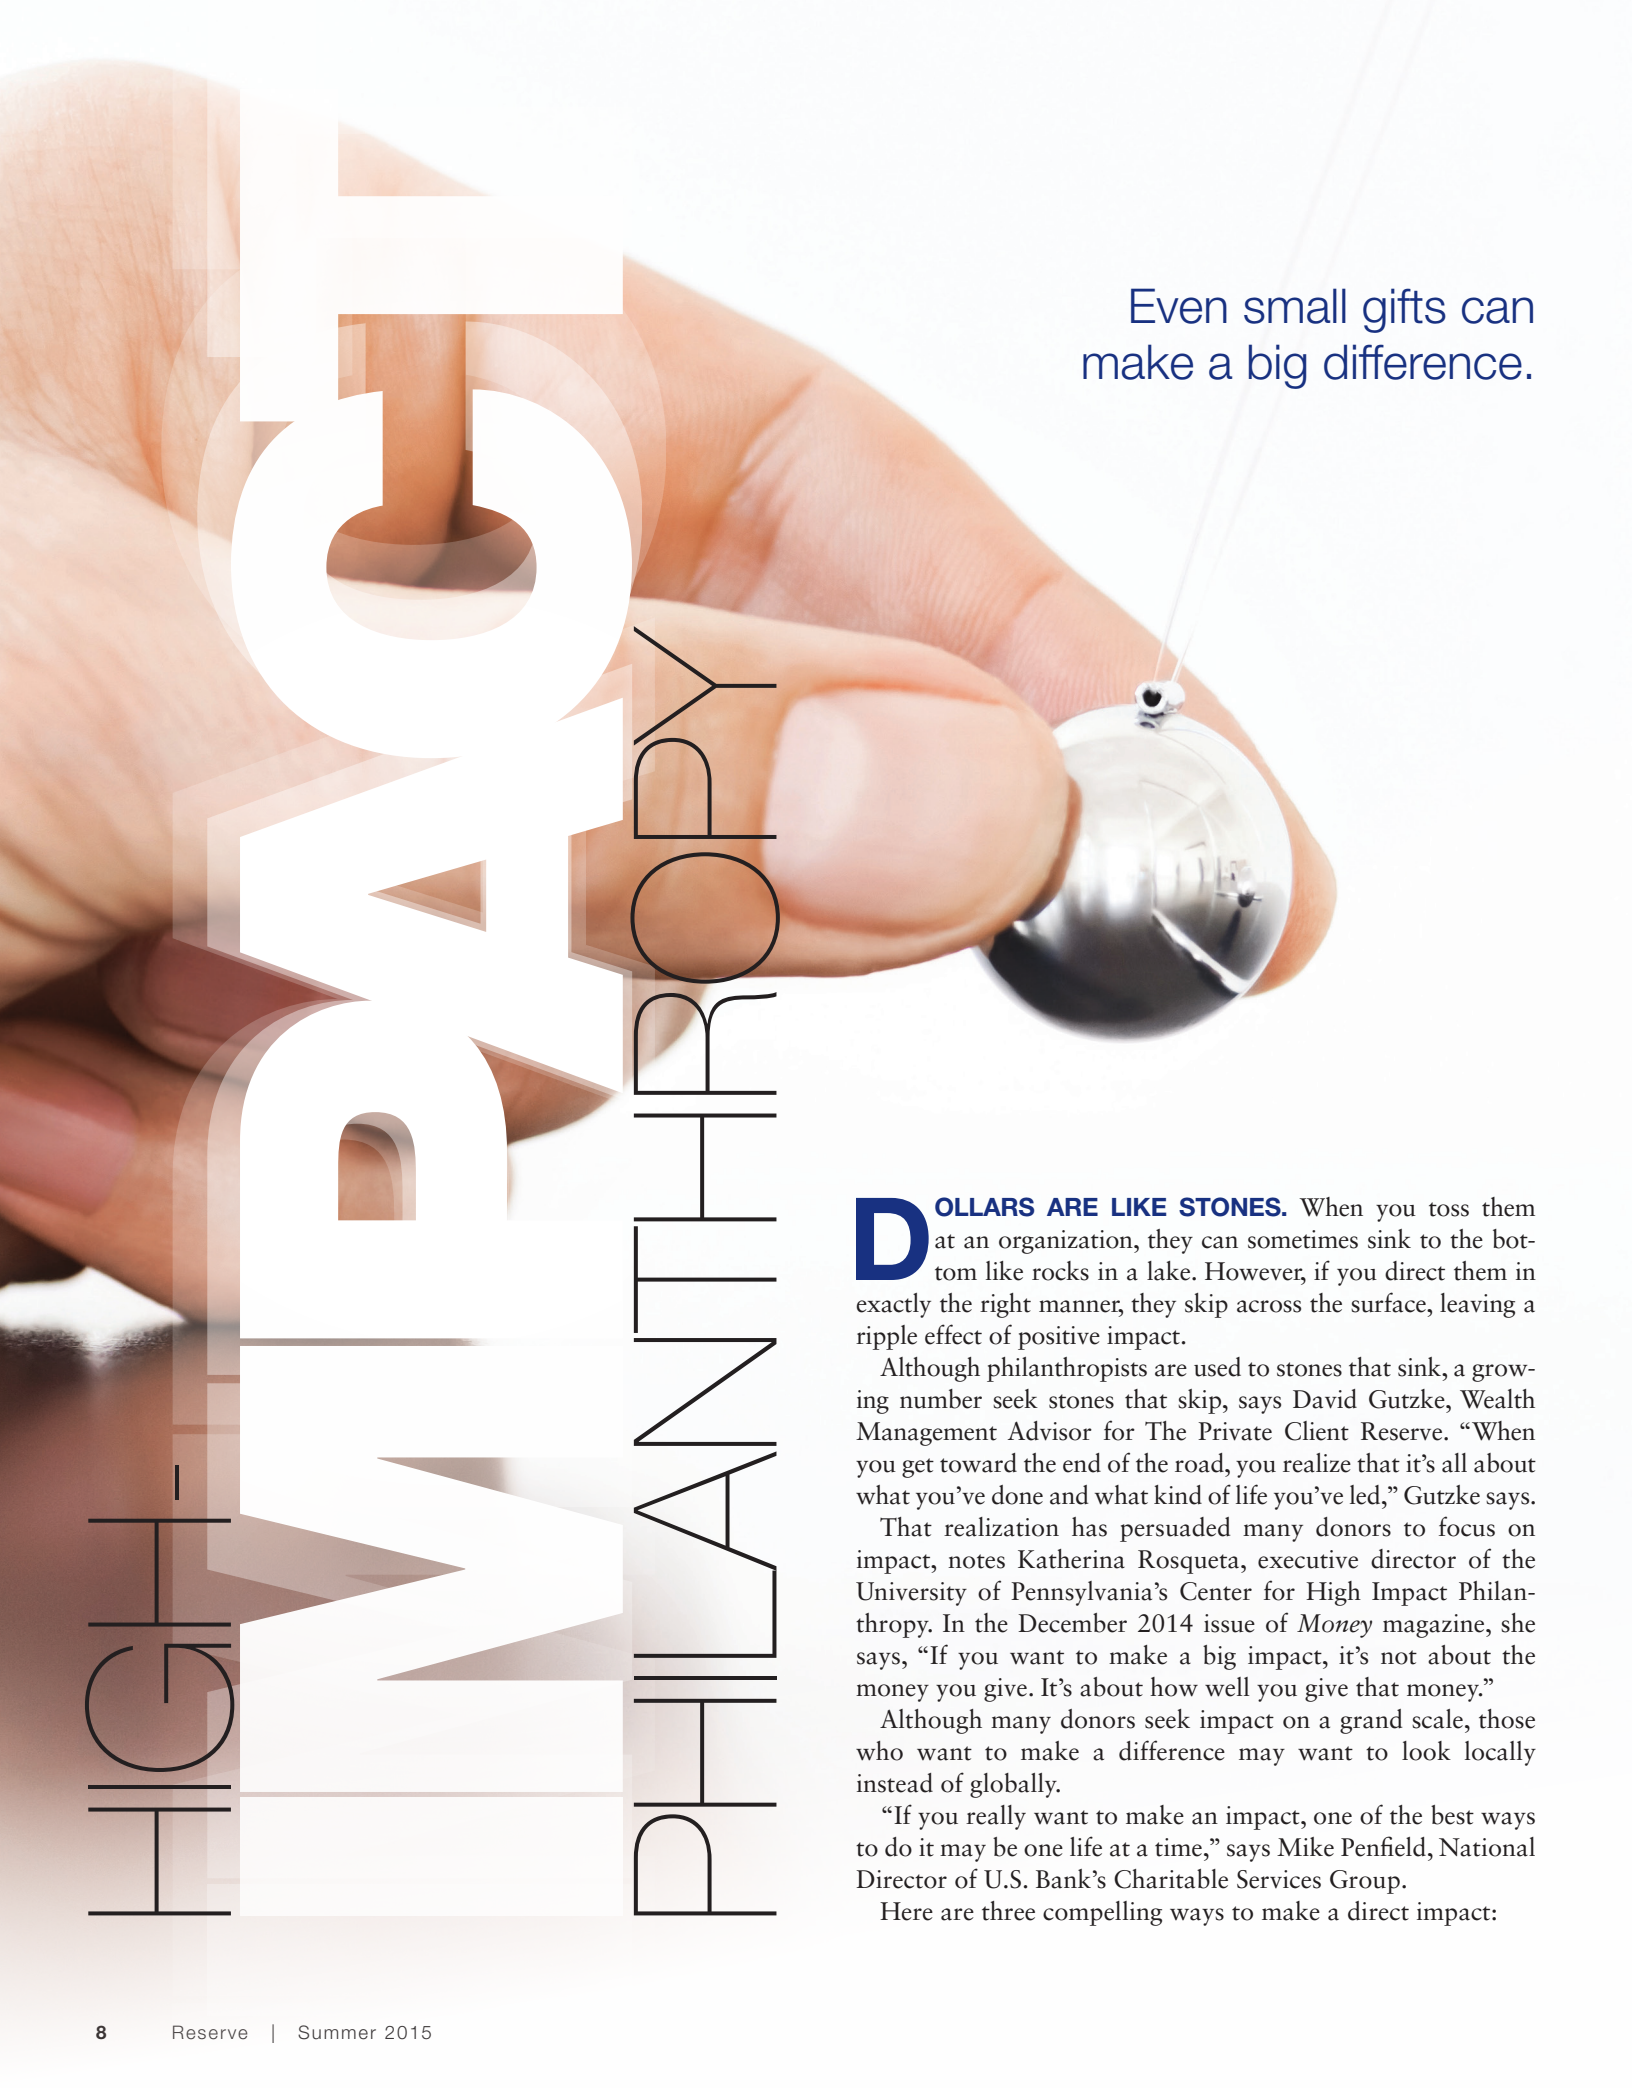 HIGH-
IMPACT
PHILANTHROPY
Even small gifts can
make a big difference.
DOLLARS ARE LIKE STONES. When you toss them
at an organization, they can sometimes sink to the bot-
tom like rocks in a lake. However, if you direct them in
exactly the right manner, they skip across the surface, leaving a
ripple effect of positive impact.
Although philanthropists are used to stones that sink, a grow-
ing number seek stones that skip, says David Gutzke, Wealth
Management Advisor for The Private Client Reserve. “When
you get toward the end of the road, you realize that it’s all about
what you’ve done and what kind of life you’ve led,” Gutzke says.
That realization has persuaded many donors to focus on
impact, notes Katherina Rosqueta, executive director of the
University of Pennsylvania’s Center for High Impact Philan-
thropy. In the December 2014 issue of Money magazine, she
says, “If you want to make a big impact, it’s not about the
money you give. It’s about how well you give that money.”
Although many donors seek impact on a grand scale, those
who want to make a difference may want to look locally
instead of globally.
“If you really want to make an impact, one of the best ways
to do it may be one life at a time,” says Mike Penfield, National
Director of U.S. Bank’s Charitable Services Group.
Here are three compelling ways to make a direct impact:
8 Reserve | Summer 2015